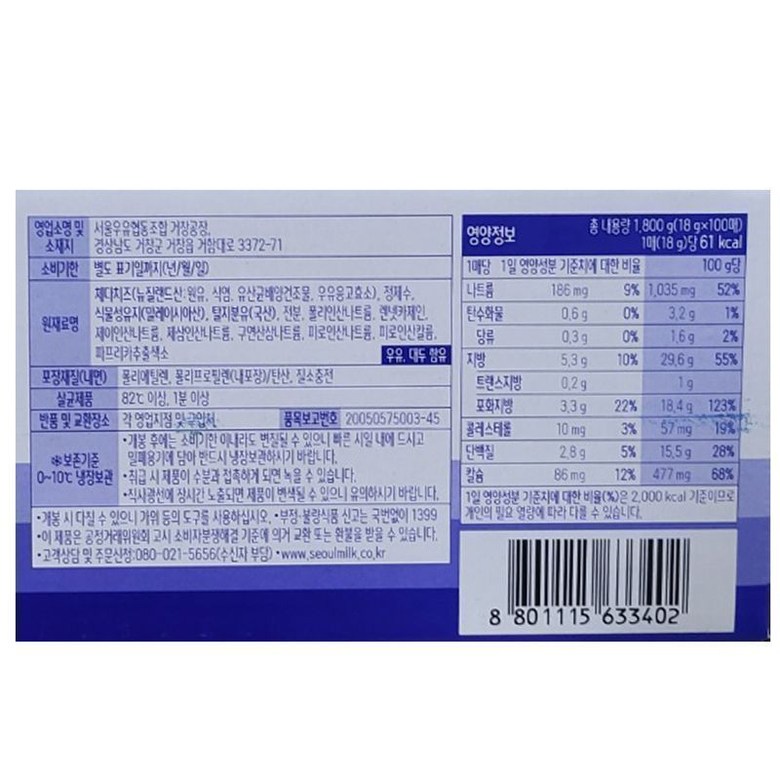 영업소명 및 소재지 서울우유협동조합 거창공장,
경상남도 거창군 거창읍 거함대로 3372-71
소비기한 별도 표기일까지(년/월/일)
원재료명 체다치즈(뉴질랜드산:원유, 식염, 유산균배양건조물, 우유응고효소), 정제수,
식물성유지(말레이시아산), 탈지분유(국산), 전분, 폴리인산나트륨, 렌넷카제인,
제이인산나트륨, 제삼인산나트륨, 구연산삼나트륨, 피로인산나트륨, 피로인산칼륨,
파프리카추출색소 우유, 대두 함유
포장재질(내면) 폴리에틸렌, 폴리프로필렌(내포장)/탄산, 질소충전
살균제품 82℃ 이상, 1분 이상
반품 및 교환장소 각 영업지점 및 구입처 품목보고번호 20050575003-45
※보존기준
0~10℃ 냉장보관
•개봉 후에는 소비기한 이내라도 변질될 수 있으니 빠른 시일 내에 드시고
밀폐용기에 담아 반드시 냉장보관하시기 바랍니다.
•취급 시 제품이 수분과 접촉하게 되면 녹을 수 있습니다.
•직사광선에 장시간 노출되면 제품이 변색될 수 있으니 유의하시기 바랍니다.
•개봉 시 다칠 수 있으니 가위 등의 도구를 사용하십시오. •부정·불량식품 신고는 국번없이 1399
•이 제품은 공정거래위원회 고시 소비자분쟁해결 기준에 의거 교환 또는 환불을 받을 수 있습니다.
•고객상담 및 주문신청:080-021-5656(수신자 부담) •www.seoulmilk.co.kr
영양정보 총 내용량 1,800 g(18 g×100매)
1매(18 g)당 61 kcal
1매당 1일 영양성분 기준치에 대한 비율 100 g당
나트륨 186 mg 9% 1,035 mg 52%
탄수화물 0.6 g 0% 3.2 g 1%
당류 0.3 g 0% 1.6 g 2%
지방 5.3 g 10% 29.6 g 55%
트랜스지방 0.2 g 1 g
포화지방 3.3 g 22% 18.4 g 123%
콜레스테롤 10 mg 3% 57 mg 19%
단백질 2.8 g 5% 15.5 g 28%
칼슘 86 mg 12% 477 mg 68%
1일 영양성분 기준치에 대한 비율(%)은 2,000 kcal 기준이므로
개인의 필요 열량에 따라 다를 수 있습니다.
8 801115 633402